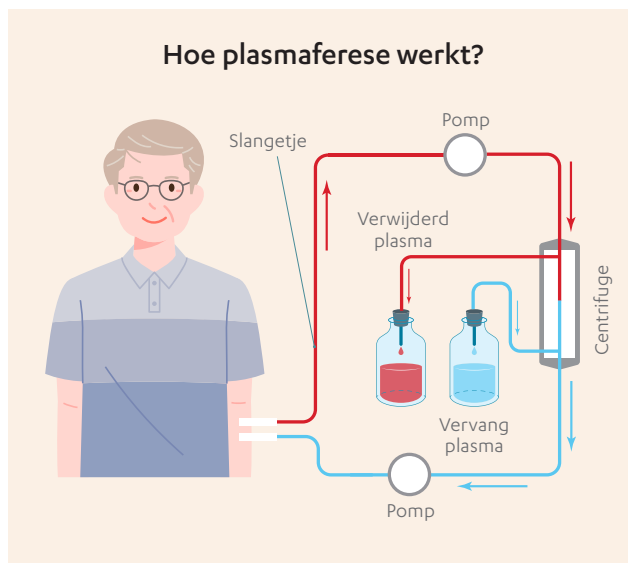 Hoe plasmaferese werkt?
Pomp
Slangetje
Verwijderd
plasma
Centrifuge
Vervang
plasma
Pomp